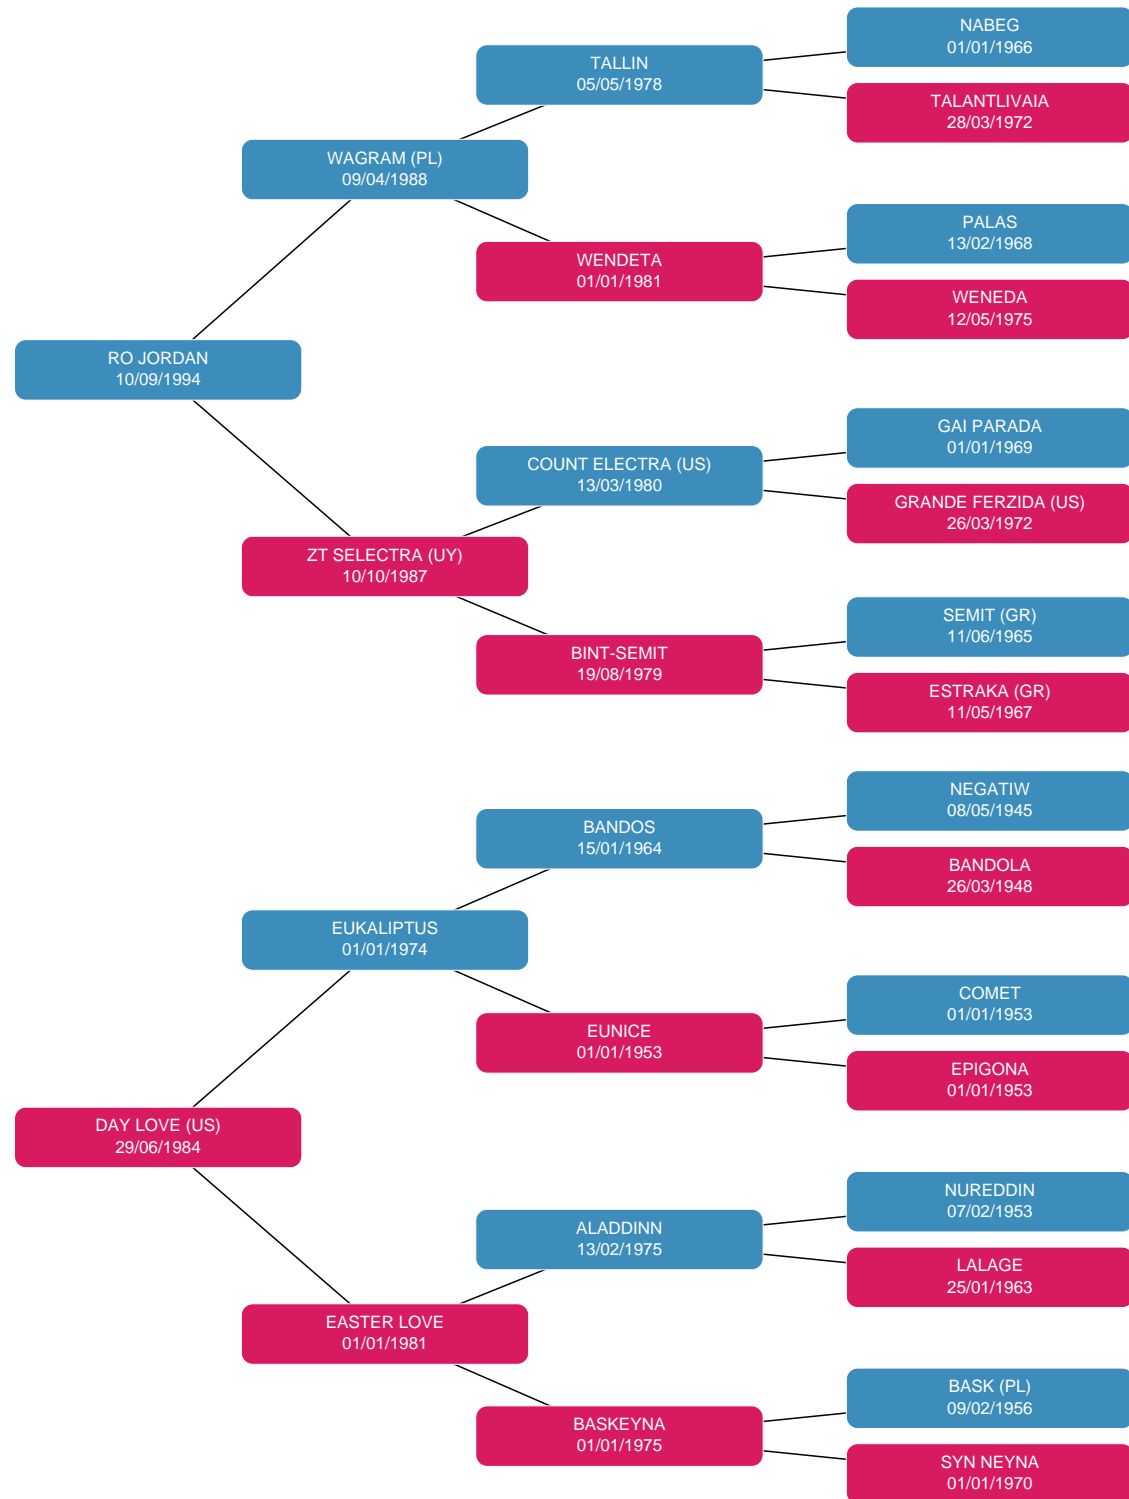 NABEG
01/01/1966
TALLIN
05/05/1978
TALANTLIVAIA
28/03/1972
WAGRAM (PL)
09/04/1988
PALAS
13/02/1968
WENDETA
01/01/1981
WENEDA
12/05/1975
RO JORDAN
10/09/1994
GAI PARADA
01/01/1969
COUNT ELECTRA (US)
13/03/1980
GRANDE FERZIDA (US)
26/03/1972
ZT SELECTRA (UY)
10/10/1987
SEMIT (GR)
11/06/1965
BINT-SEMIT
19/08/1979
ESTRAKA (GR)
11/05/1967
NEGATIW
08/05/1945
BANDOS
15/01/1964
BANDOLA
26/03/1948
EUKALIPTUS
01/01/1974
COMET
01/01/1953
EUNICE
01/01/1953
EPIGONA
01/01/1953
DAY LOVE (US)
29/06/1984
NUREDDIN
07/02/1953
ALADDINN
13/02/1975
LALAGE
25/01/1963
EASTER LOVE
01/01/1981
BASK (PL)
09/02/1956
BASKEYNA
01/01/1975
SYN NEYNA
01/01/1970